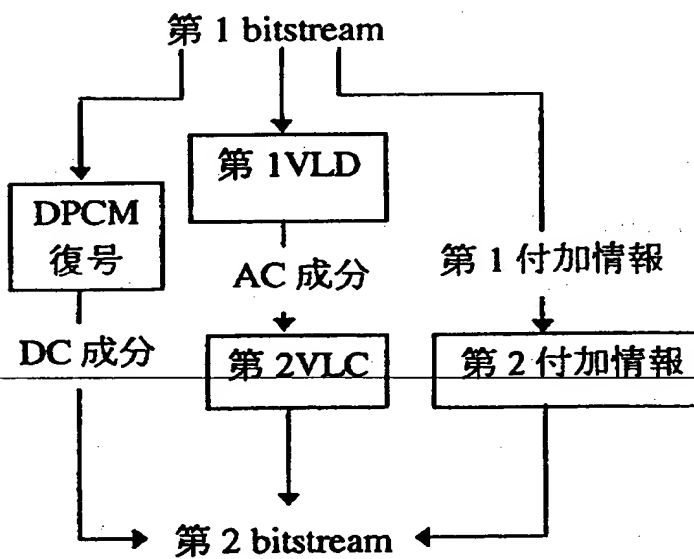 第 1 bitstream
第 1VLD
DPCM
復号
AC 成分
第 1 付加情報
DC 成分
第 2VLC
第 2 付加情報
第 2 bitstream